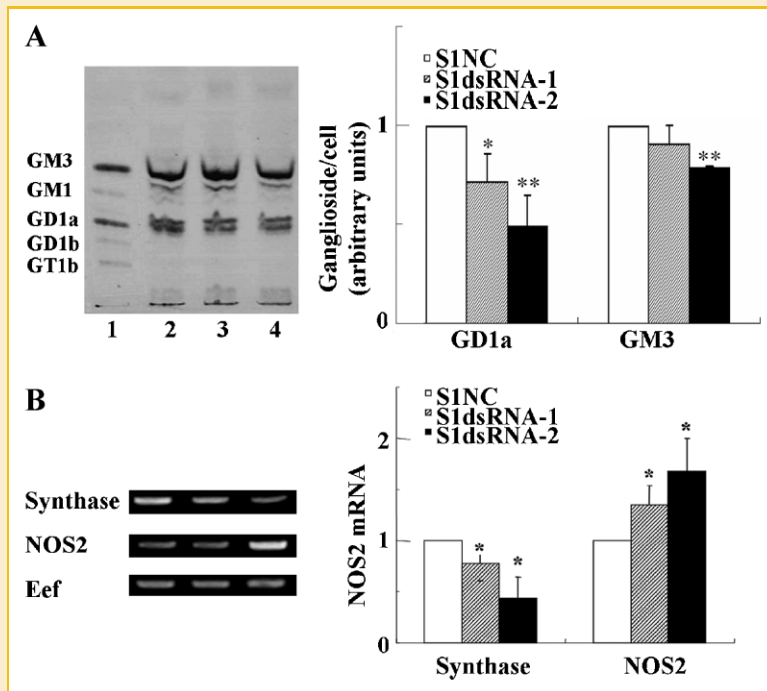 A
GM3
GM1
GD1a
GD1b
GT1b
1 2 3 4
S1NC
S1dsRNA-1
S1dsRNA-2
Ganglioside/cell
(arbitrary units)
1
0
*
**
**
GD1a GM3
B
Synthase
NOS2
Eef
S1NC
S1dsRNA-1
S1dsRNA-2
NOS2 mRNA
2
1
0
*
*
*
*
Synthase NOS2